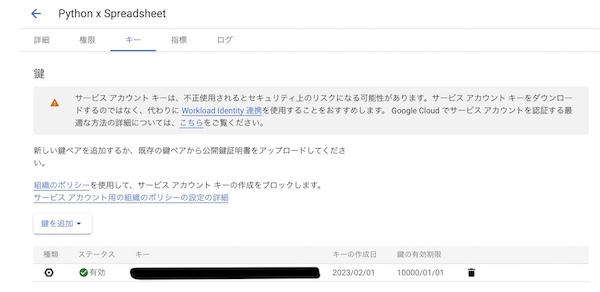 Python x Spreadsheet
詳細 権限 キー 指標 ログ
鍵
サービス アカウント キーは、不正使用されるとセキュリティ上のリスクになる可能性があります。サービス アカウント キーをダウンロー
ドするのではなく、代わりに Workload Identity 連携を使用することをおすすめします。 Google Cloud でサービス アカウントを認証する最
適な方法の詳細については、こちらをご覧ください。
新しい鍵ペアを追加するか、既存の鍵ペアから公開鍵証明書をアップロードしてくださ
い。
組織のポリシーを使用して、サービス アカウント キーの作成をブロックします。
サービス アカウント用の組織のポリシーの設定の詳細
鍵を追加
種類 ステータス キー キーの作成日 鍵の有効期限
有効 2023/02/01 10000/01/01